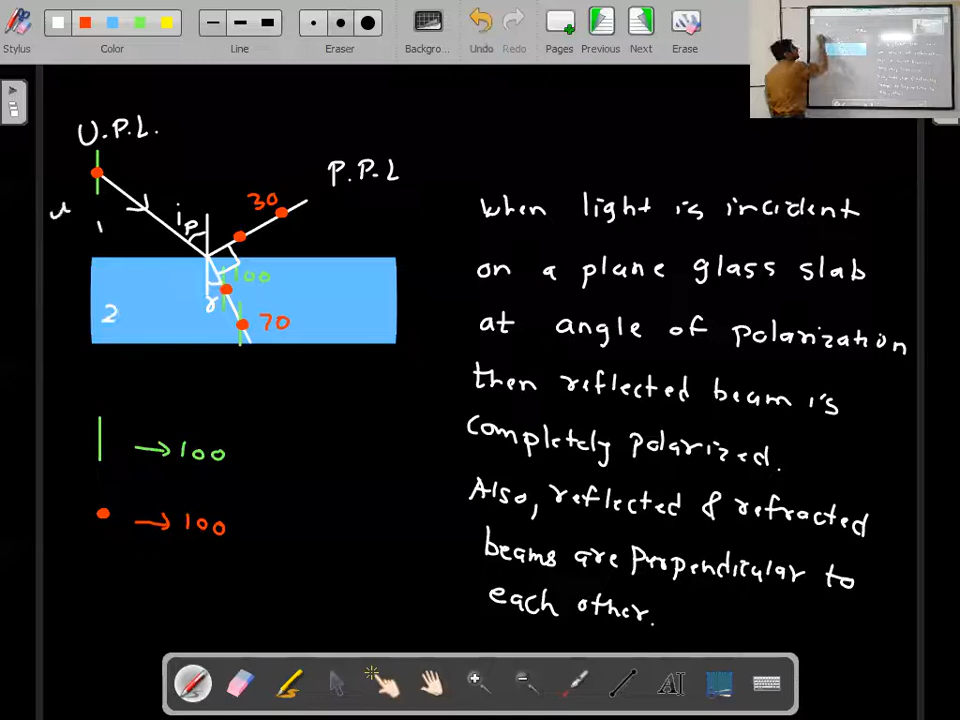 Stylus
Color
Line
Eraser
Backgro...
Undo
Redo
Pages
Previous
Next
Erase
U.P.L.
P.P.L
30
i
P
1
100
r
2
70
→100
→100
when light is incident
on a plane glass slab
at angle of polarization
then reflected beam is
completely polarized.
Also, reflected & refracted
beams are perpendicular to
each other.
AI